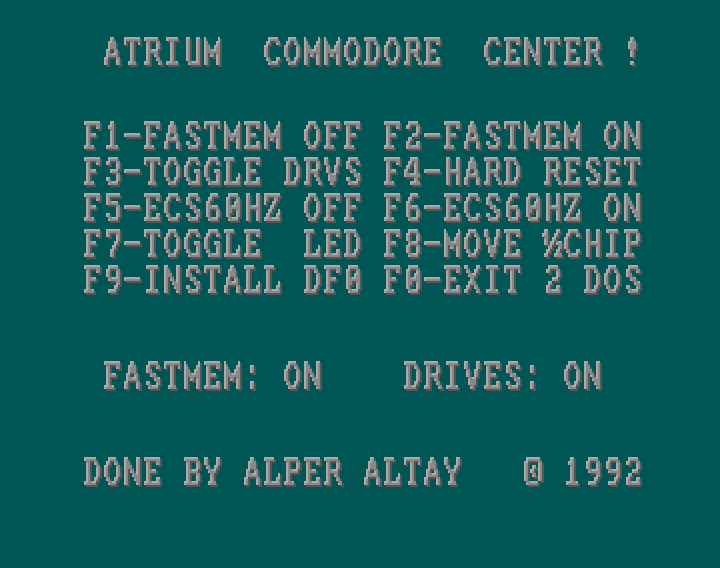 ATRIUM COMMODORE CENTER !
F1-FASTMEM OFF F2-FASTMEM ON
F3-TOGGLE DRVS F4-HARD RESET
F5-ECS60HZ OFF F6-ECS60HZ ON
F7-TOGGLE LED F8-MOVE ½CHIP
F9-INSTALL DF0 F0-EXIT 2 DOS
FASTMEM: ON DRIVES: ON
DONE BY ALPER ALTAY © 1992